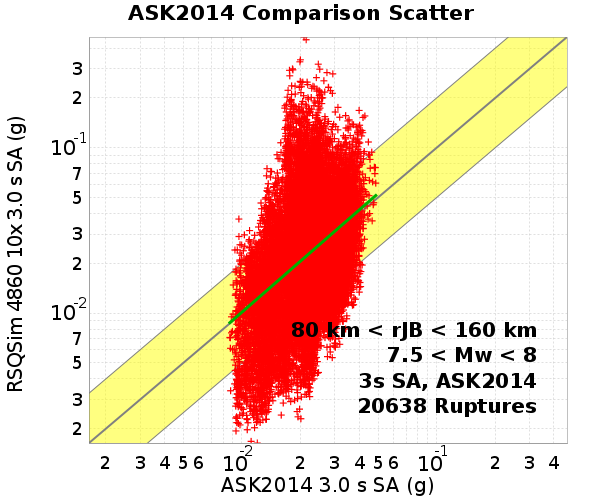 ASK2014 Comparison Scatter
RSQSim 4860 10x 3.0 s SA (g)
3
2
10-1
7
5
3
2
10-2
7
5
3
2
80 km < rJB < 160 km
7.5 < Mw < 8
3s SA, ASK2014
20638 Ruptures
2 3 4 5 6 10-2 2 3 4 5 6 10-1 2 3 4
ASK2014 3.0 s SA (g)